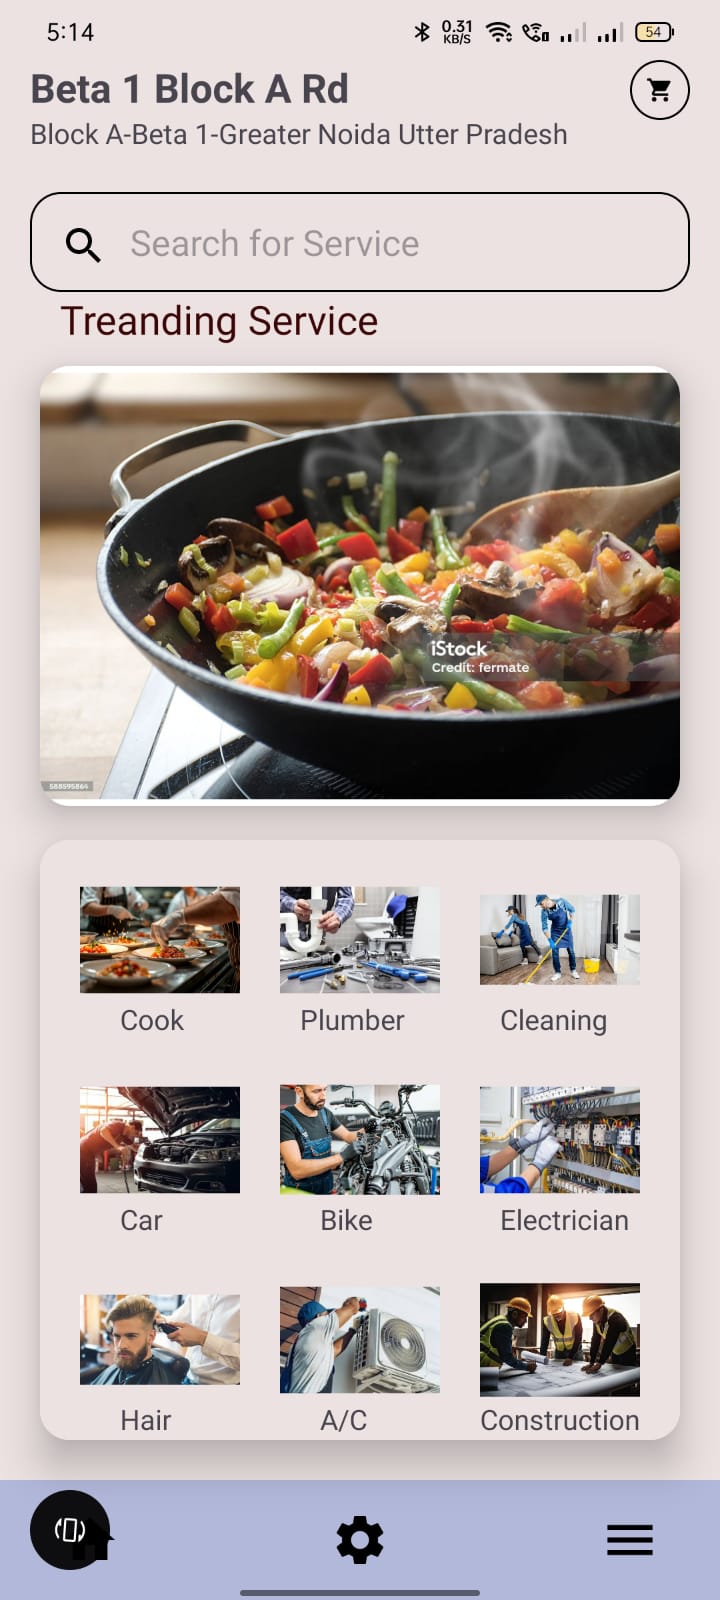 5:14
0.31
KB/S
54
Beta 1 Block A Rd
Block A-Beta 1-Greater Noida Utter Pradesh
Search for Service
Treanding Service
iStock
Credit: fermate
588595864
Cook Plumber Cleaning
Car Bike Electrician
Hair A/C Construction